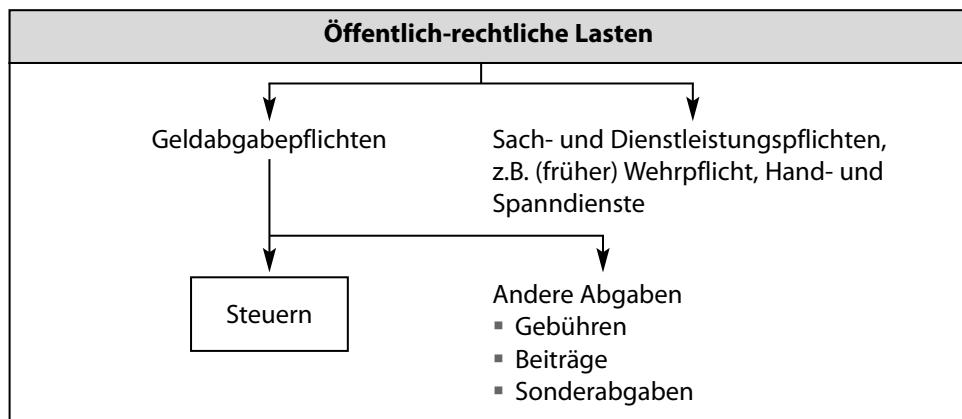 Öffentlich-rechtliche Lasten
Geldabgabepflichten
Sach- und Dienstleistungspflichten,
z.B. (früher) Wehrpflicht, Hand- und
Spanndienste
Steuern
Andere Abgaben
▪ Gebühren
▪ Beiträge
▪ Sonderabgaben